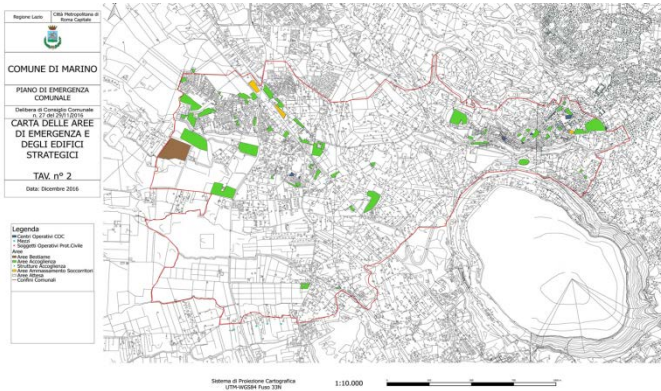 Regione Lazio
Città Metropolitana di
Roma Capitale
COMUNE DI MARINO
PIANO DI EMERGENZA
COMUNALE
Delibera di Consiglio Comunale
n. 27 del 29/11/2016
CARTA DELLE AREE
DI EMERGENZA E
DEGLI EDIFICI
STRATEGICI
TAV. n° 2
Data: Dicembre 2016
Legenda
Centri Operativi COC
Mezzi
Soggetti Operativi Prot.Civile
Aree
Aree Bestiame
Aree Accoglienza
Strutture Accoglienza
Aree Ammassamento Soccorritori
Aree Attesa
Confini Comunali
Sistema di Proiezione Cartografica
UTM-WGS84 Fuso 33N
1:10.000